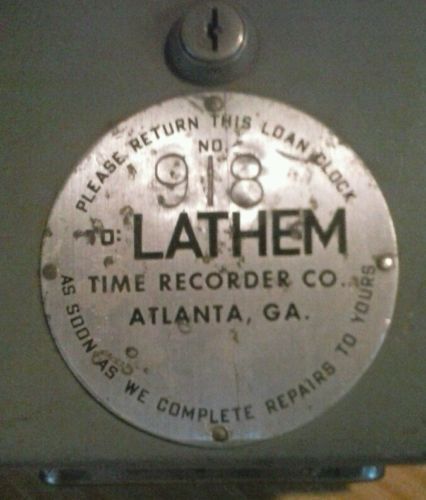 PLEASE RETURN THIS LOAN CLOCK
NO.
918
TO: LATHEM
TIME RECORDER CO.
ATLANTA, GA.
AS SOON AS WE COMPLETE REPAIRS TO YOURS